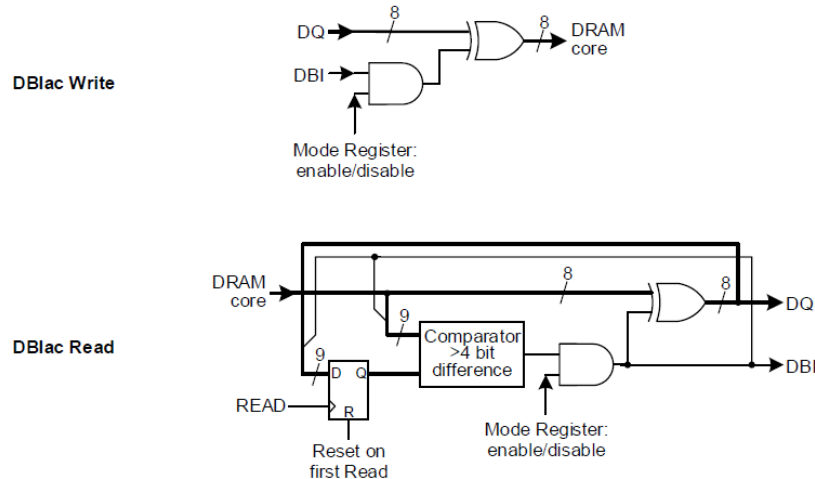 DQ
8
8
DRAM
core
DBI
DBIac Write
Mode Register:
enable/disable
DRAM
core
8
8
DQ
9
Comparator
>4 bit
difference
DBIac Read
9
D
Q
DBI
READ
R
Mode Register:
enable/disable
Reset on
first Read